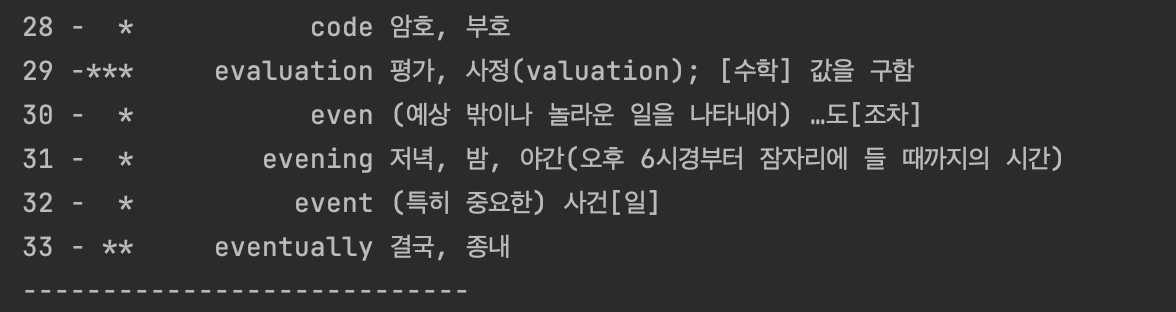 28 -  *           code 암호, 부호
29 -***     evaluation 평가, 사정(valuation); [수학] 값을 구함
30 -  *           even (예상 밖이나 놀라운 일을 나타내어) …도[조차]
31 -  *        evening 저녁, 밤, 야간(오후 6시경부터 잠자리에 들 때까지의 시간)
32 -  *          event (특히 중요한) 사건[일]
33 - **     eventually 결국, 종내
----------------------------